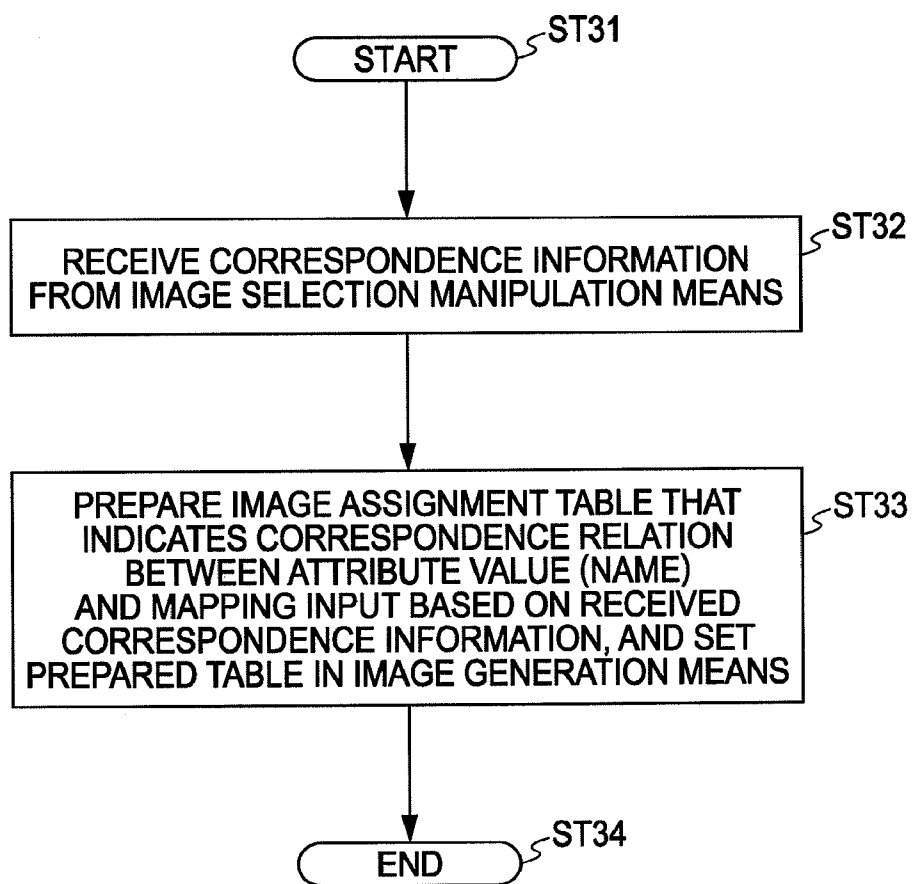 ST31
START
ST32
RECEIVE CORRESPONDENCE INFORMATION
FROM IMAGE SELECTION MANIPULATION MEANS
ST33
PREPARE IMAGE ASSIGNMENT TABLE THAT
INDICATES CORRESPONDENCE RELATION
BETWEEN ATTRIBUTE VALUE (NAME)
AND MAPPING INPUT BASED ON RECEIVED
CORRESPONDENCE INFORMATION, AND SET
PREPARED TABLE IN IMAGE GENERATION MEANS
ST34
END